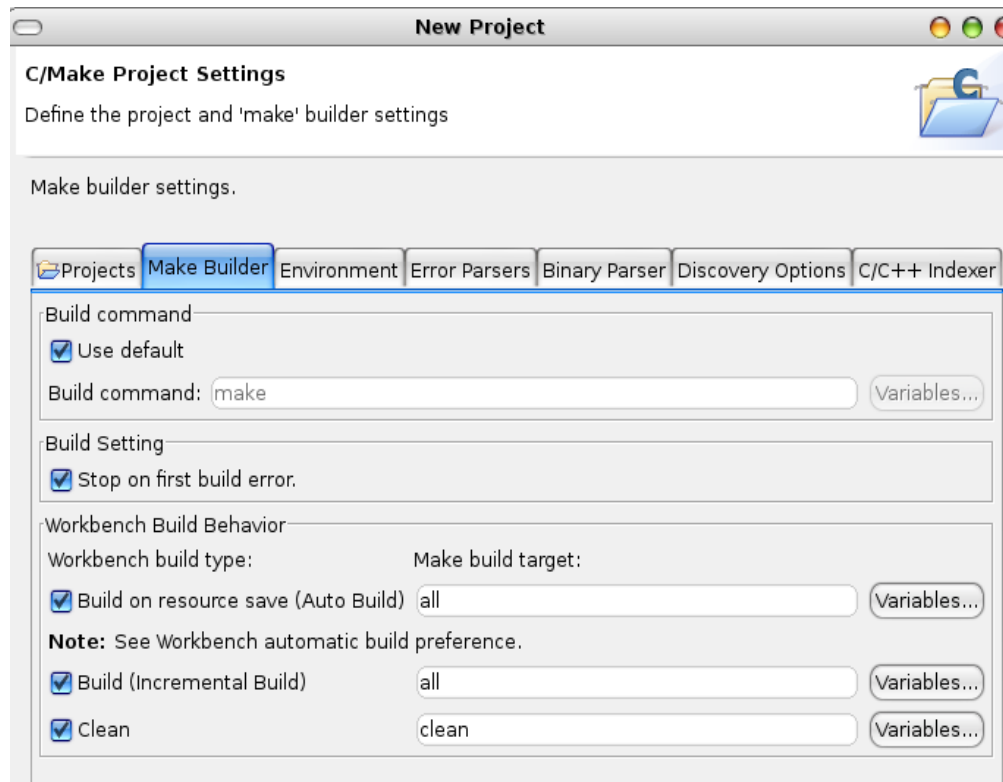 New Project
C/Make Project Settings
Define the project and 'make' builder settings
C
Make builder settings.
Projects Make Builder Environment Error Parsers Binary Parser Discovery Options C/C++ Indexer
Build command
Use default
Build command: make Variables...
Build Setting
Stop on first build error.
Workbench Build Behavior
Workbench build type: Make build target:
Build on resource save (Auto Build) all Variables...
Note: See Workbench automatic build preference.
Build (Incremental Build) all Variables...
Clean clean Variables...